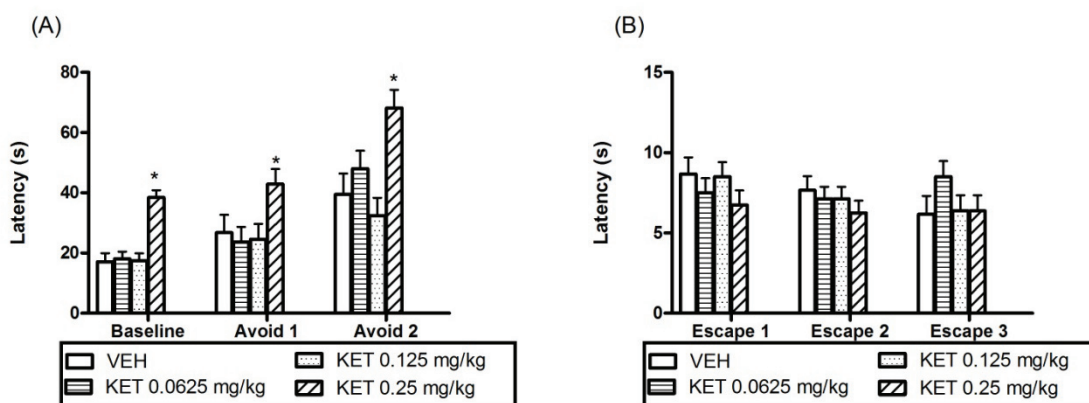 (A)
Latency (s)
80
60
40
20
0
*
*
*
Baseline Avoid 1 Avoid 2
VEH KET 0.125 mg/kg
KET 0.0625 mg/kg KET 0.25 mg/kg
(B)
Latency (s)
15
10
5
0
Escape 1 Escape 2 Escape 3
VEH KET 0.125 mg/kg
KET 0.0625 mg/kg KET 0.25 mg/kg